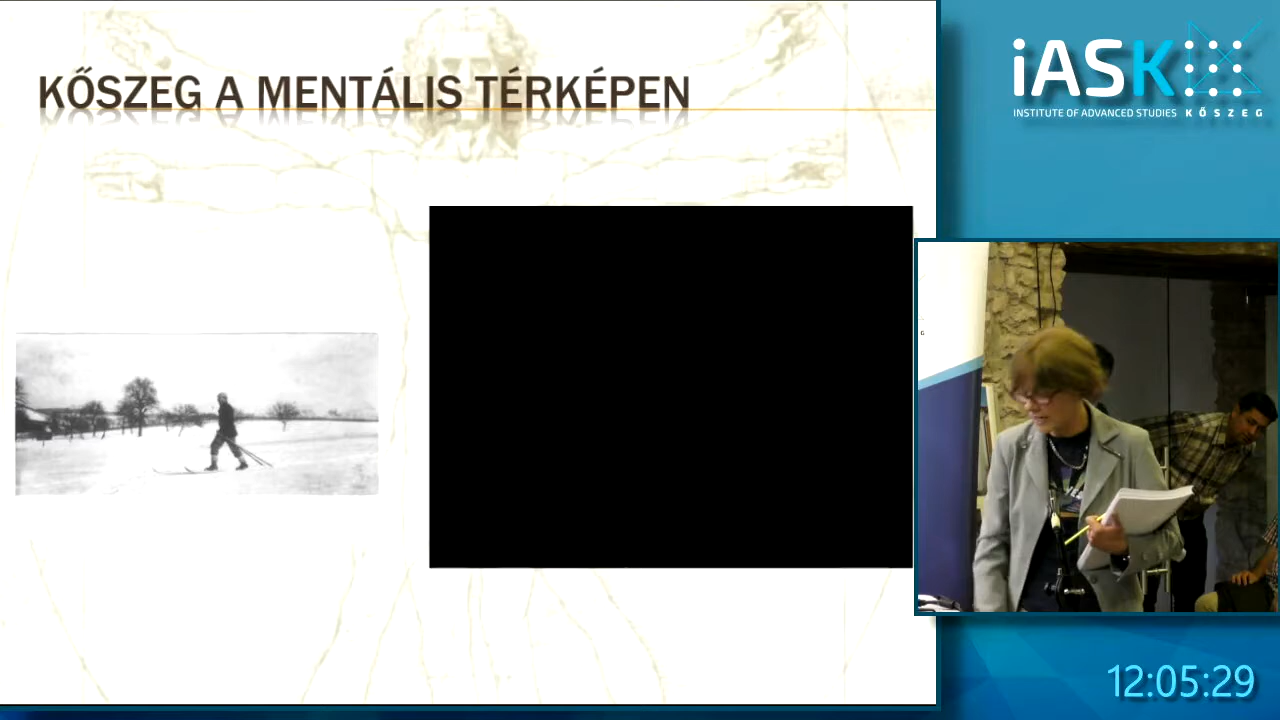 KŐSZEG A MENTÁLIS TÉRKÉPEN
iASK
INSTITUTE OF ADVANCED STUDIES KŐSZEG
12:05:29